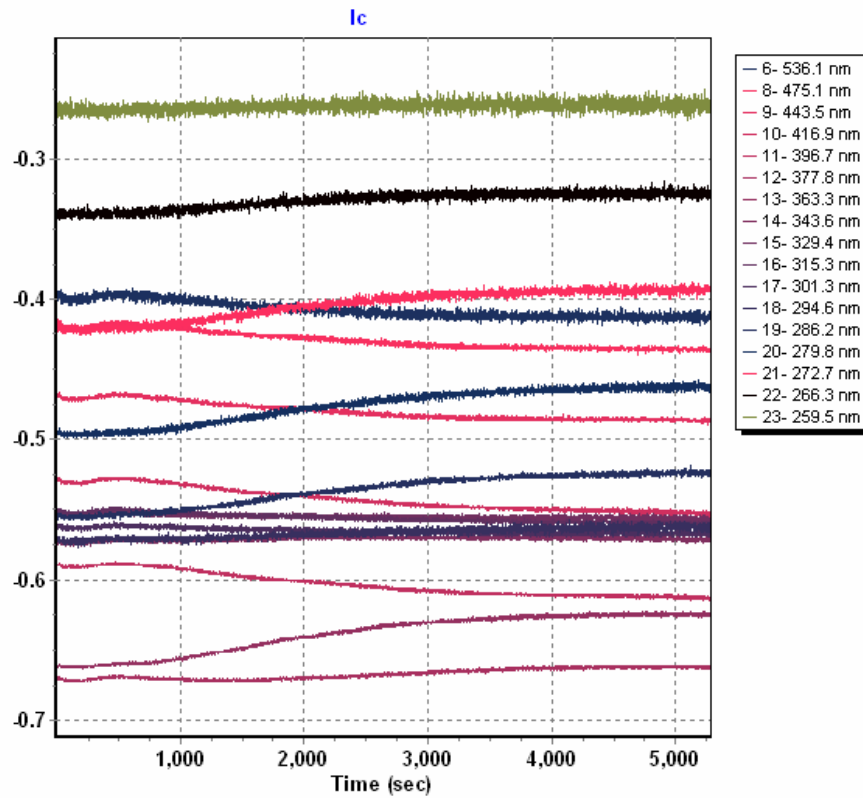 Ic
-0.3
-0.4
-0.5
-0.6
-0.7
1,000 2,000 3,000 4,000 5,000
Time (sec)
6- 536.1 nm
8- 475.1 nm
9- 443.5 nm
10- 416.9 nm
11- 396.7 nm
12- 377.8 nm
13- 363.3 nm
14- 343.6 nm
15- 329.4 nm
16- 315.3 nm
17- 301.3 nm
18- 294.6 nm
19- 286.2 nm
20- 279.8 nm
21- 272.7 nm
22- 266.3 nm
23- 259.5 nm